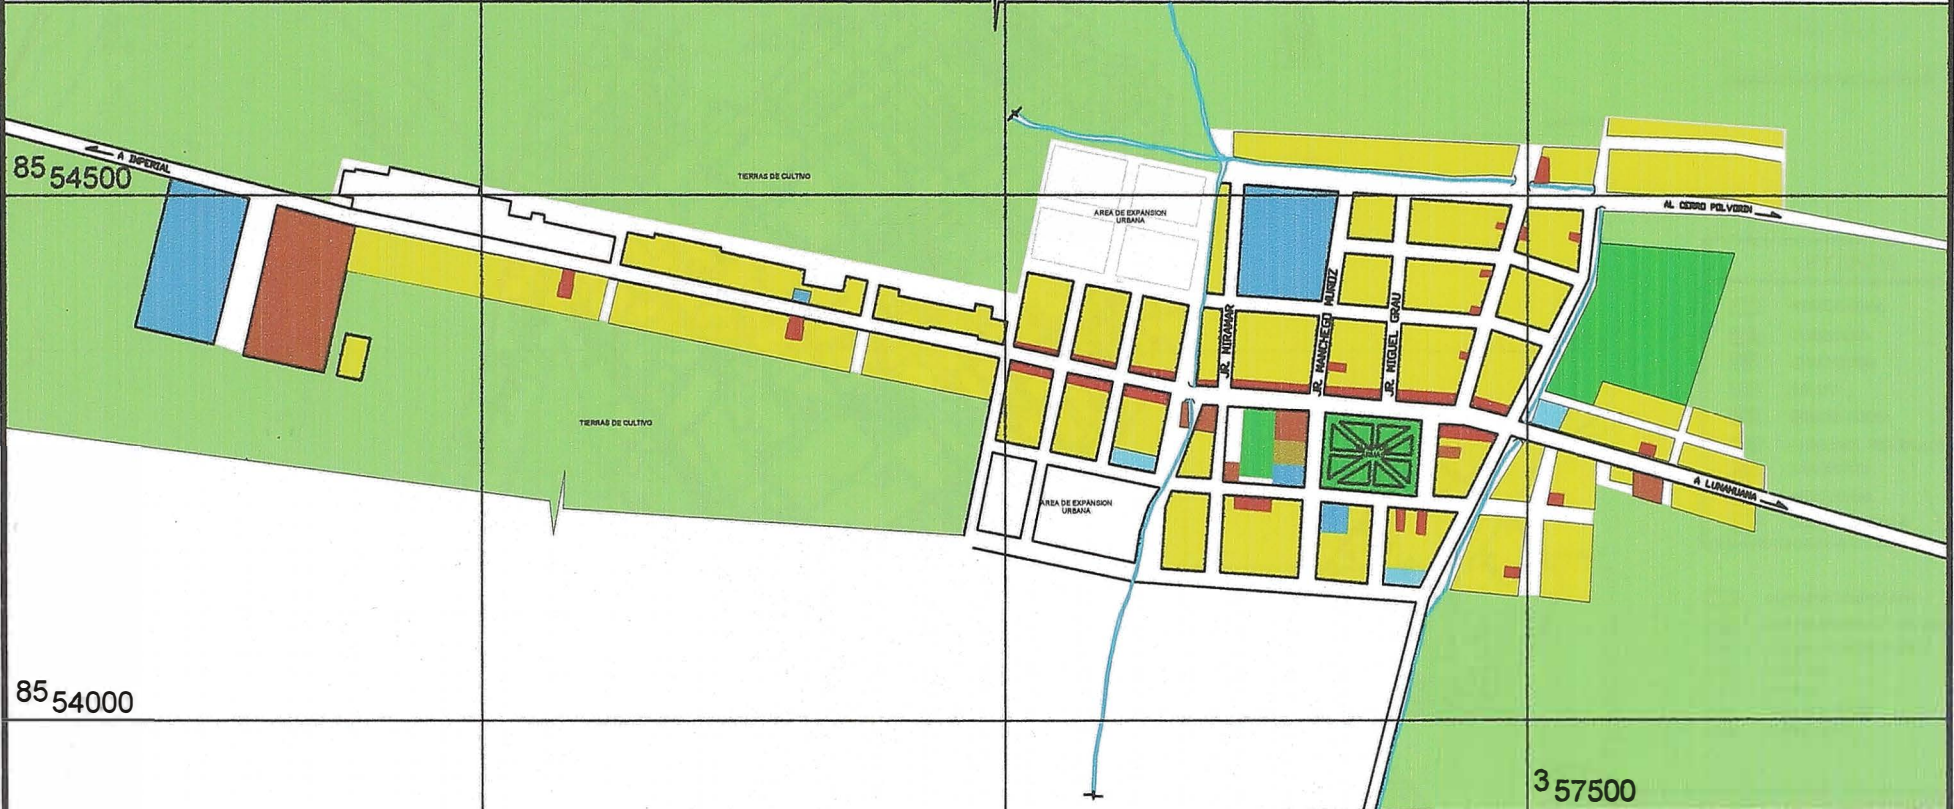 A IMPERIAL
85 54500
TIERRAS DE CULTIVO
AREA DE EXPANSION
URBANA
AL CERRO POLVORIN
JR. MIRAMAR
JR. MANCHEGO MUNOZ
JR. MIGUEL GRAU
TIERRAS DE CULTIVO
A LUNAHUANA
AREA DE EXPANSION
URBANA
85 54000
3 57500